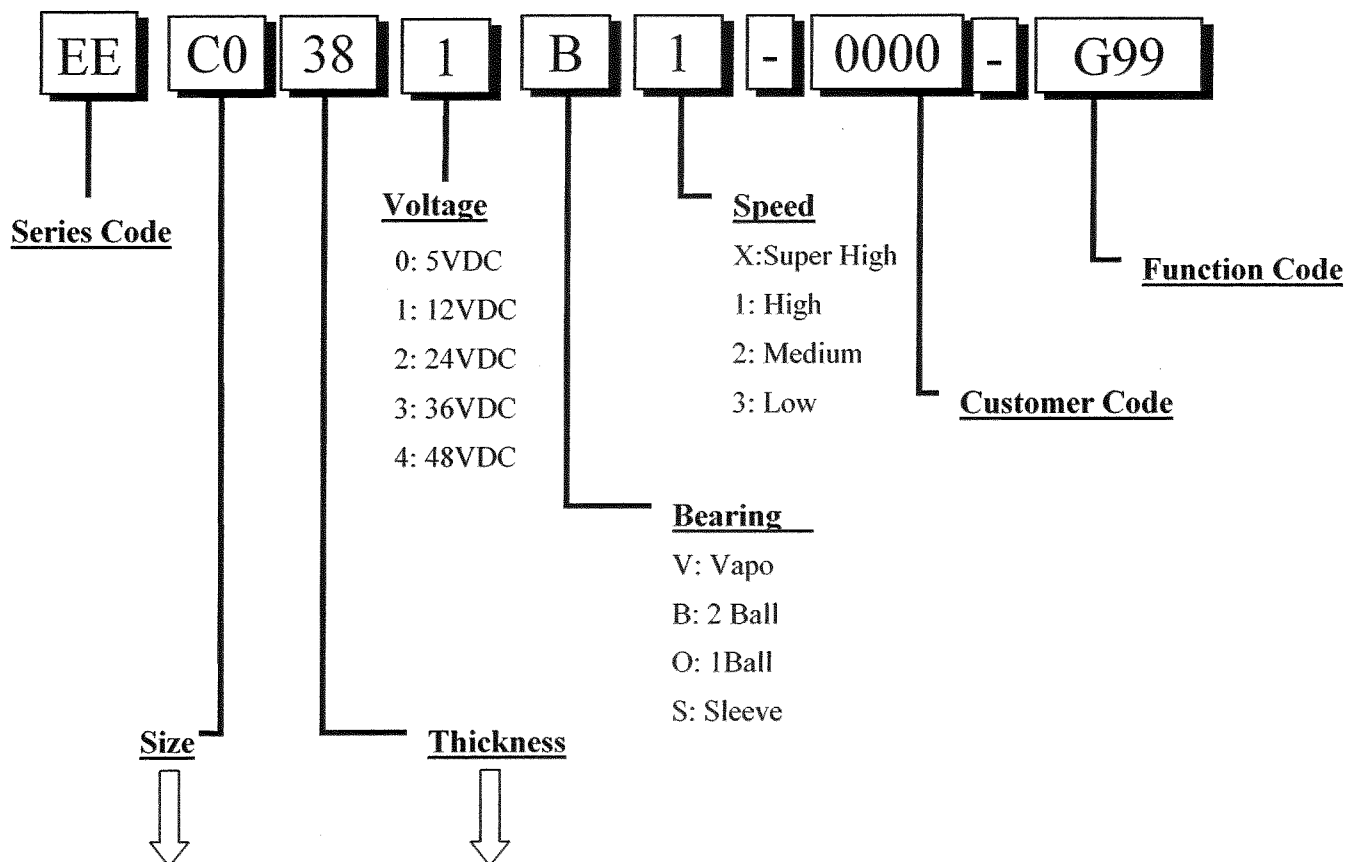 EE C0 38 1 B 1 - 0000 - G99
Series Code
Voltage
0: 5VDC
1: 12VDC
2: 24VDC
3: 36VDC
4: 48VDC
Speed
X:Super High
1: High
2: Medium
3: Low
Function Code
Customer Code
Bearing
V: Vapo
B: 2 Ball
O: 1Ball
S: Sleeve
Size
Thickness